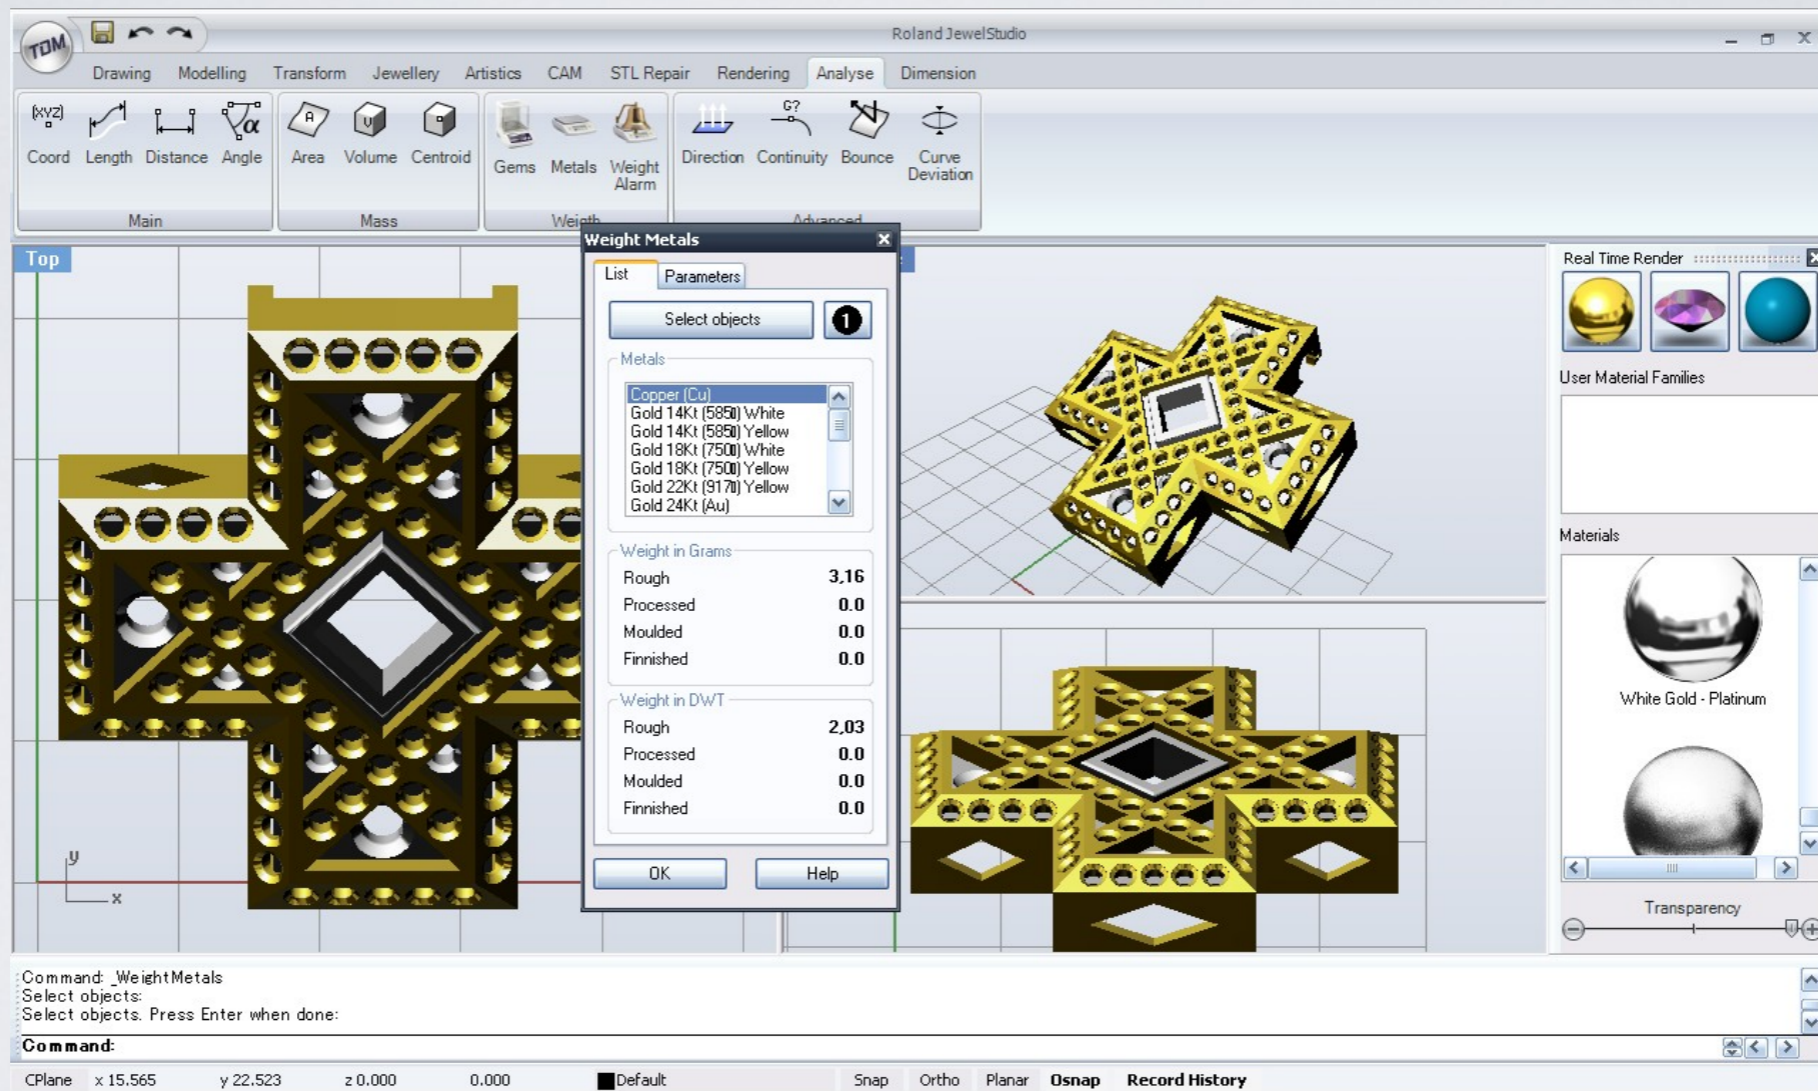 TDM
Roland JewelStudio
Drawing Modelling Transform Jewellery Artistics CAM STL Repair Rendering Analyse Dimension
(XYZ) α A V G?
Coord Length Distance Angle Area Volume Centroid Gems Metals Weight Alarm Direction Continuity Bounce Curve Deviation
Main Mass Weigth Advanced
Top
Weight Metals
List Parameters
Select objects 1
Metals
Copper (Cu)
Gold 14Kt (585) White
Gold 14Kt (585) Yellow
Gold 18Kt (750) White
Gold 18Kt (750) Yellow
Gold 22Kt (917) Yellow
Gold 24Kt (Au)
Weight in Grams
Rough 3,16
Processed 0.0
Moulded 0.0
Finnished 0.0
Weight in DWT
Rough 2,03
Processed 0.0
Moulded 0.0
Finnished 0.0
OK Help
y
x
Real Time Render
User Material Families
Materials
White Gold - Platinum
Transparency
Command: _WeightMetals
Select objects:
Select objects. Press Enter when done:
Command:
CPlane x 15.565 y 22.523 z 0.000 0.000 Default Snap Ortho Planar Osnap Record History